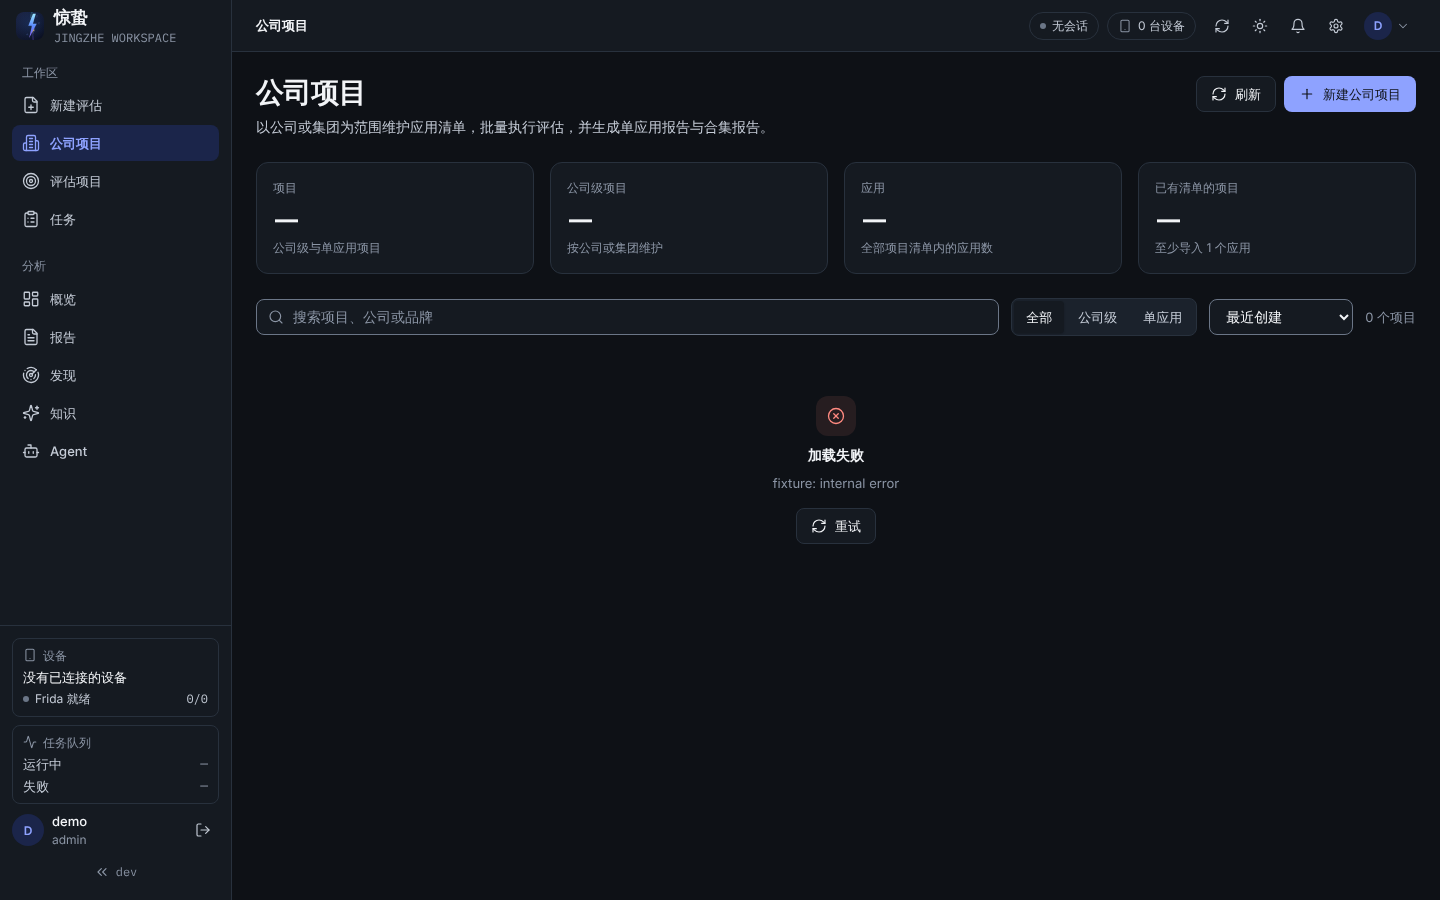 惊蛰
JINGZHE WORKSPACE
工作区
新建评估
公司项目
评估项目
任务
分析
概览
报告
发现
知识
Agent
设备
没有已连接的设备
Frida 就绪 0/0
任务队列
运行中 —
失败 —
D
demo
admin
dev
公司项目
无会话
0 台设备
D
公司项目
以公司或集团为范围维护应用清单，批量执行评估，并生成单应用报告与合集报告。
刷新
新建公司项目
项目
—
公司级与单应用项目
公司级项目
—
按公司或集团维护
应用
—
全部项目清单内的应用数
已有清单的项目
—
至少导入 1 个应用
搜索项目、公司或品牌
全部 公司级 单应用
最近创建
0 个项目
加载失败
fixture: internal error
重试